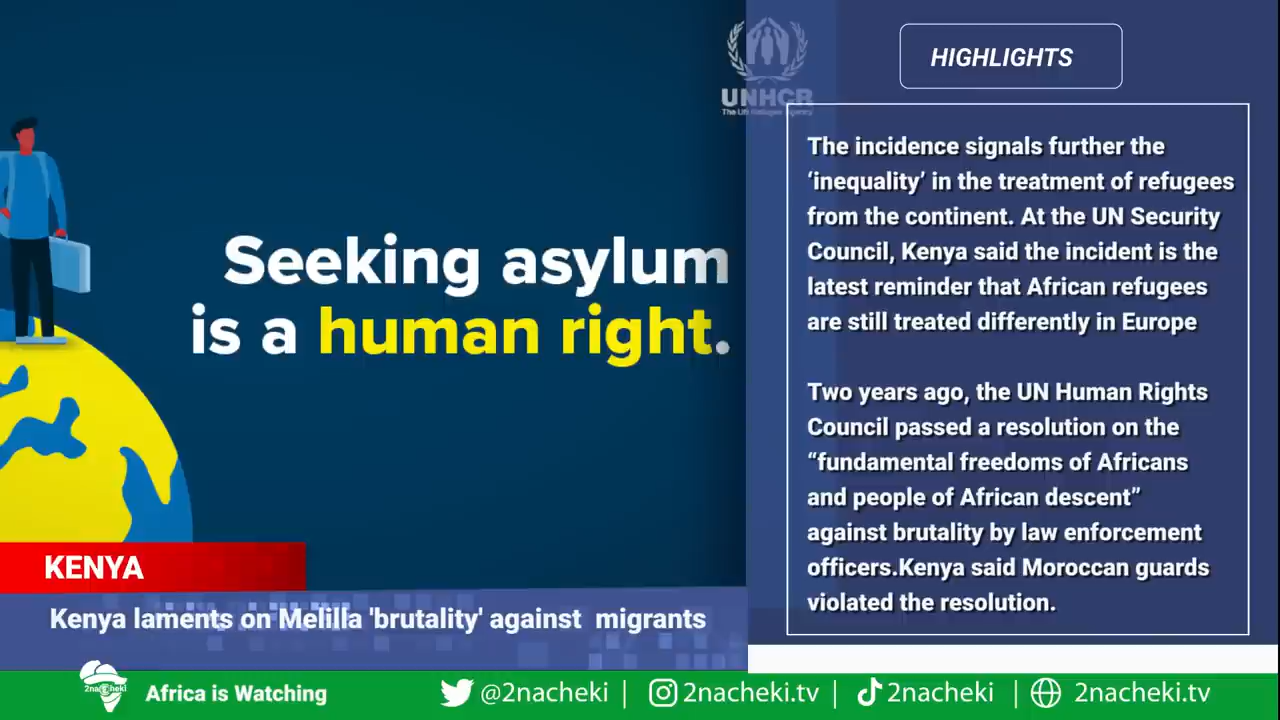 UNHCR
The UN Refugee Agency
HIGHLIGHTS
Seeking asylum
is a human right.
The incidence signals further the
‘inequality’ in the treatment of refugees
from the continent. At the UN Security
Council, Kenya said the incident is the
latest reminder that African refugees
are still treated differently in Europe
Two years ago, the UN Human Rights
Council passed a resolution on the
“fundamental freedoms of Africans
and people of African descent”
against brutality by law enforcement
officers.Kenya said Moroccan guards
violated the resolution.
KENYA
Kenya laments on Melilla 'brutality' against migrants
2nacheki
Africa is Watching
@2nacheki | 2nacheki.tv | 2nacheki | 2nacheki.tv